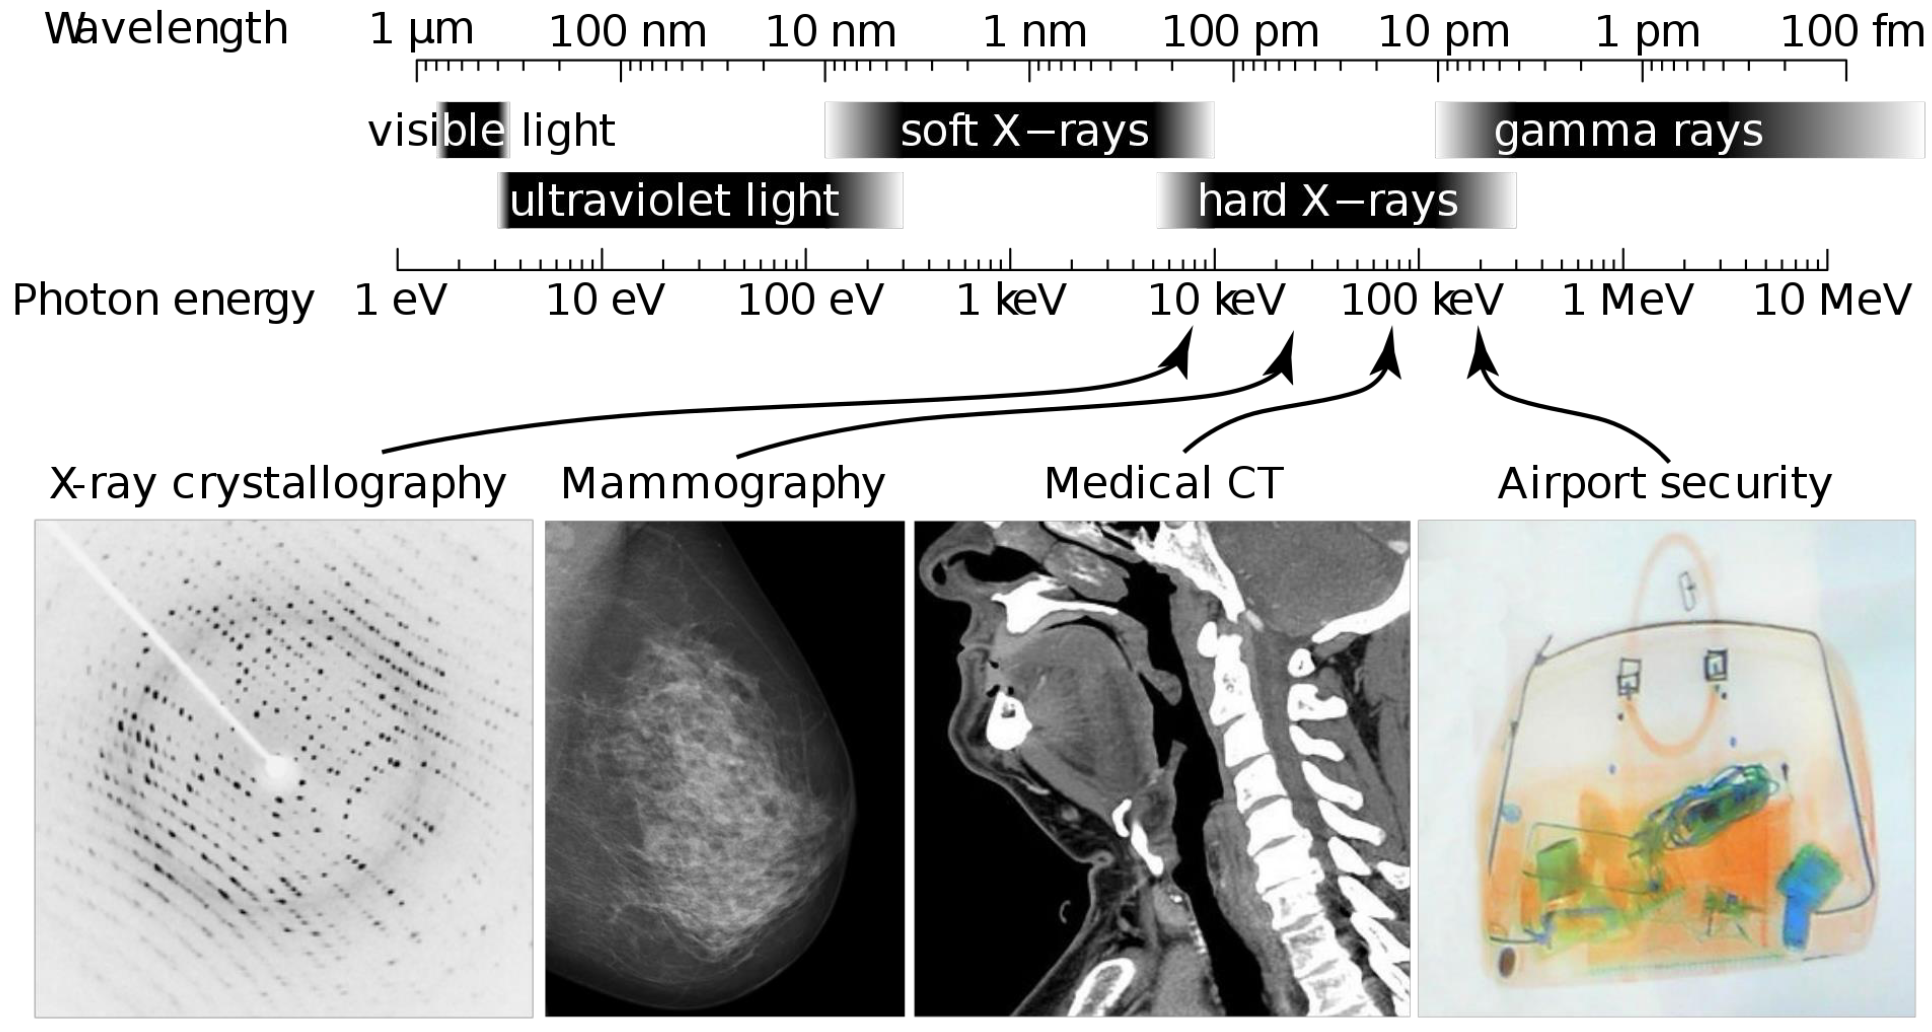 Wavelength 1 µm 100 nm 10 nm 1 nm 100 pm 10 pm 1 pm 100 fm
visible light soft X−rays gamma rays
ultraviolet light hard X−rays
Photon energy 1 eV 10 eV 100 eV 1 keV 10 keV 100 keV 1 MeV 10 MeV
X-ray crystallography Mammography Medical CT Airport security